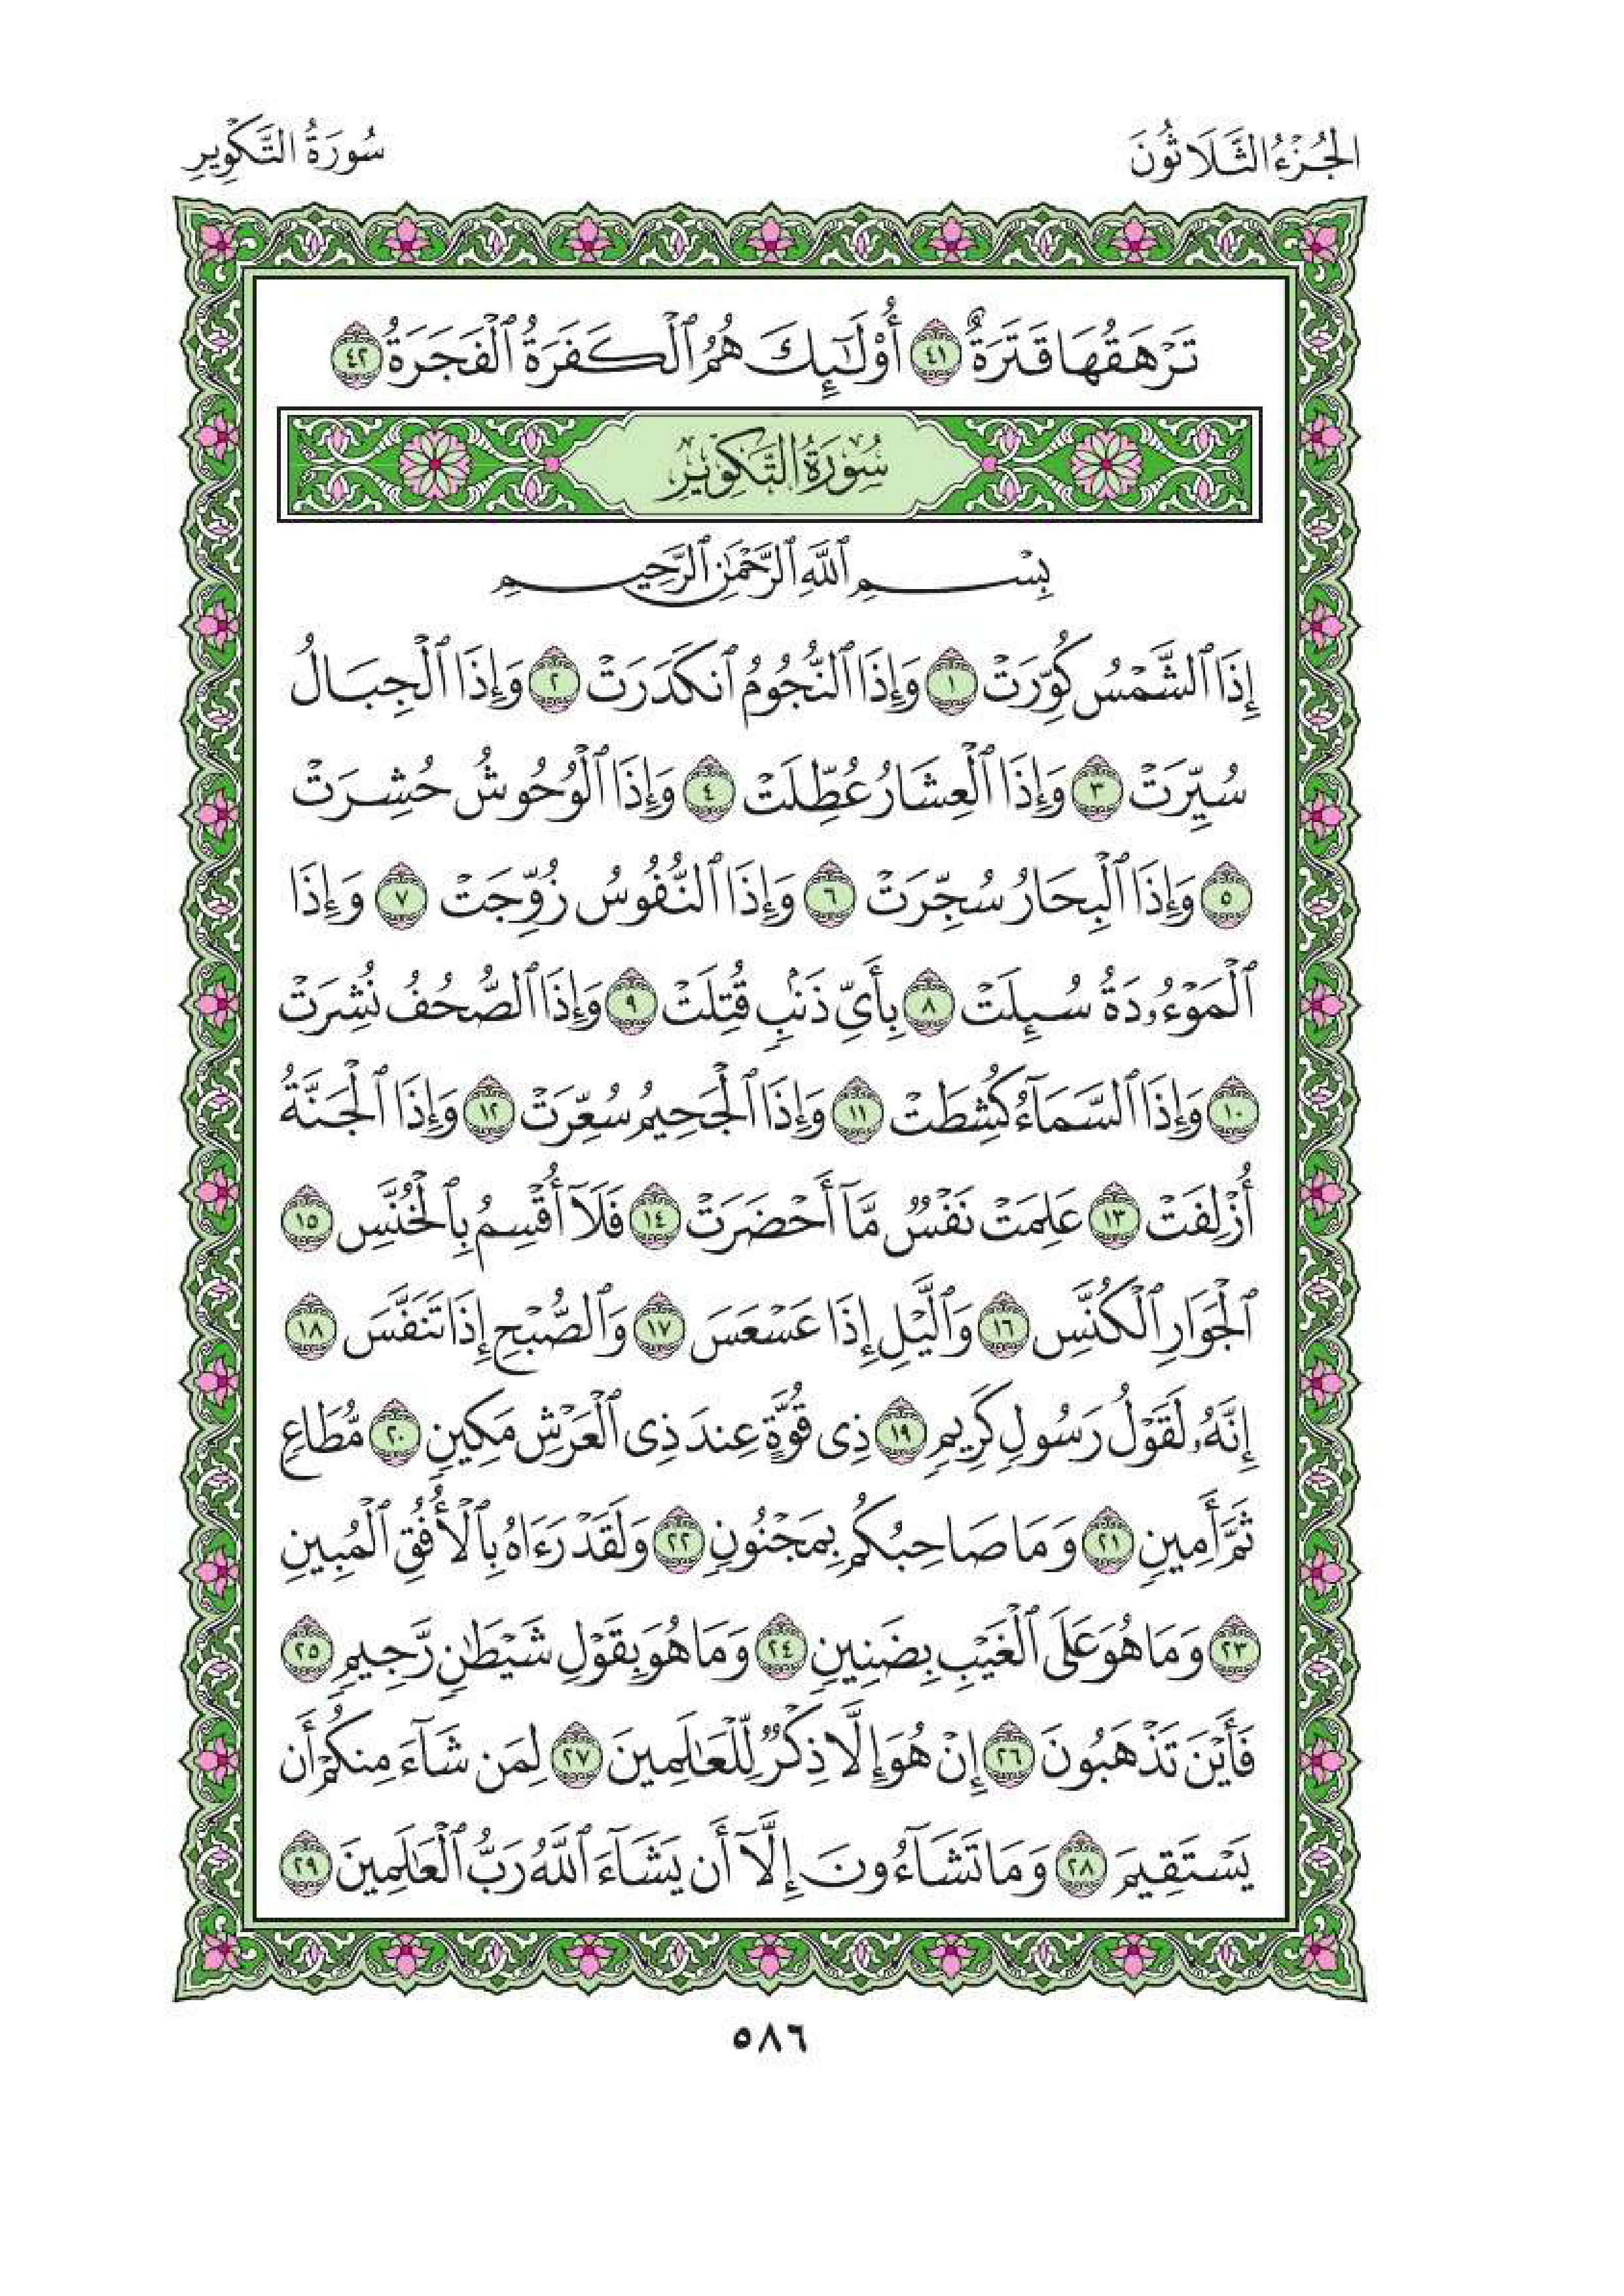 الجُزْءُ الثَّلَاثُونَ
سُورَةُ التَّكْوِيرِ
تَرْهَقُهَا قَتَرَةٌ ٤١ أُوْلَـٰٓئِكَ هُمُ ٱلْكَفَرَةُ ٱلْفَجَرَةُ ٤٢
سُورَةُ التَّكْوِيرِ
بِسْمِ ٱللَّهِ ٱلرَّحْمَـٰنِ ٱلرَّحِيمِ
إِذَا ٱلشَّمْسُ كُوِّرَتْ ١ وَإِذَا ٱلنُّجُومُ ٱنكَدَرَتْ ٢ وَإِذَا ٱلْجِبَالُ
سُيِّرَتْ ٣ وَإِذَا ٱلْعِشَارُ عُطِّلَتْ ٤ وَإِذَا ٱلْوُحُوشُ حُشِرَتْ
٥ وَإِذَا ٱلْبِحَارُ سُجِّرَتْ ٦ وَإِذَا ٱلنُّفُوسُ زُوِّجَتْ ٧ وَإِذَا
ٱلْمَوْءُۥدَةُ سُئِلَتْ ٨ بِأَىِّ ذَنۢبٍ قُتِلَتْ ٩ وَإِذَا ٱلصُّحُفُ نُشِرَتْ
١٠ وَإِذَا ٱلسَّمَآءُ كُشِطَتْ ١١ وَإِذَا ٱلْجَحِيمُ سُعِّرَتْ ١٢ وَإِذَا ٱلْجَنَّةُ
أُزْلِفَتْ ١٣ عَلِمَتْ نَفْسٌ مَّآ أَحْضَرَتْ ١٤ فَلَآ أُقْسِمُ بِٱلْخُنَّسِ ١٥
ٱلْجَوَارِ ٱلْكُنَّسِ ١٦ وَٱلَّيْلِ إِذَا عَسْعَسَ ١٧ وَٱلصُّبْحِ إِذَا تَنَفَّسَ ١٨
إِنَّهُۥ لَقَوْلُ رَسُولٍ كَرِيمٍ ١٩ ذِى قُوَّةٍ عِندَ ذِى ٱلْعَرْشِ مَكِينٍ ٢٠ مُّطَاعٍ
ثَمَّ أَمِينٍ ٢١ وَمَا صَاحِبُكُم بِمَجْنُونٍ ٢٢ وَلَقَدْ رَءَاهُ بِٱلْأُفُقِ ٱلْمُبِينِ
٢٣ وَمَا هُوَ عَلَى ٱلْغَيْبِ بِضَنِينٍ ٢٤ وَمَا هُوَ بِقَوْلِ شَيْطَـٰنٍ رَّجِيمٍ ٢٥
فَأَيْنَ تَذْهَبُونَ ٢٦ إِنْ هُوَ إِلَّا ذِكْرٌ لِّلْعَـٰلَمِينَ ٢٧ لِمَن شَآءَ مِنكُمْ أَن
يَسْتَقِيمَ ٢٨ وَمَا تَشَآءُونَ إِلَّآ أَن يَشَآءَ ٱللَّهُ رَبُّ ٱلْعَـٰلَمِينَ ٢٩
٥٨٦